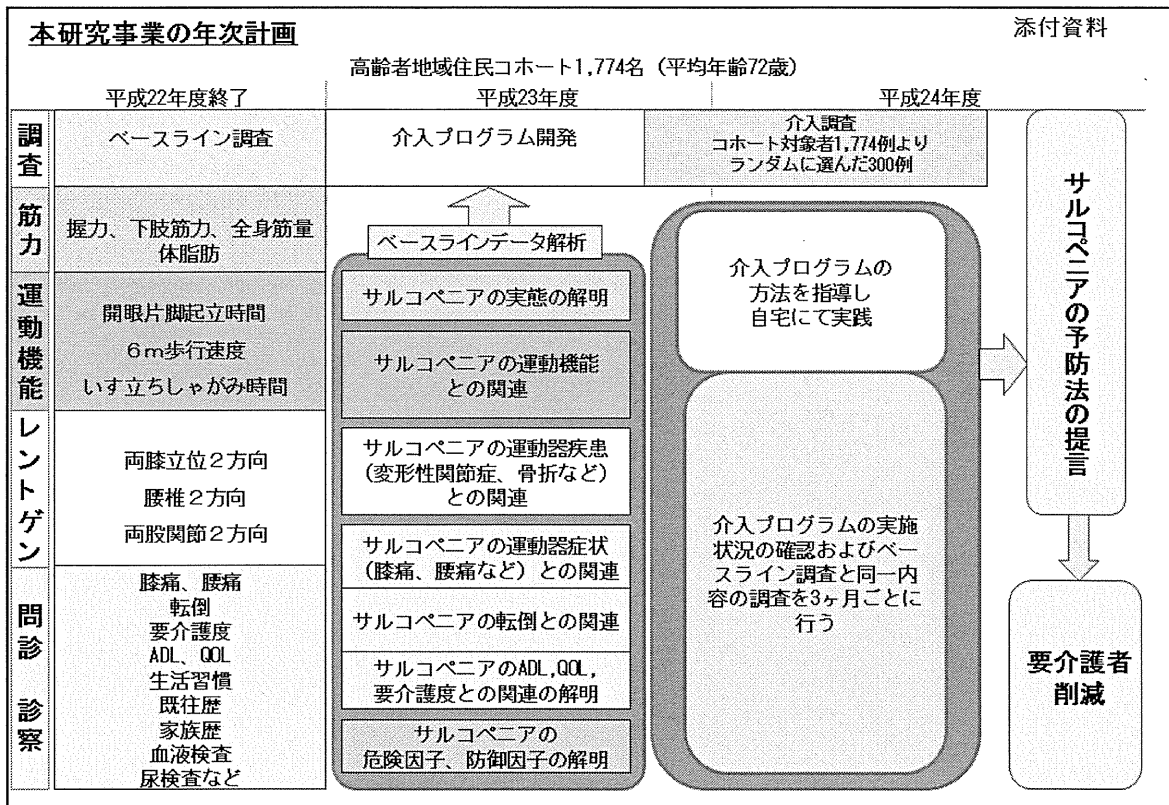 本研究事業の年次計画
添付資料
高齢者地域住民コホート1,774名（平均年齢72歳）
平成22年度終了
平成23年度
平成24年度
調査
ベースライン調査
介入プログラム開発
介入調査
コホート対象者1,774例より
ランダムに選んだ300例
筋力
握力、下肢筋力、全身筋量
体脂肪
運動機能
開眼片脚起立時間
6m歩行速度
いす立ちしゃがみ時間
レントゲン
両膝立位２方向
腰椎２方向
両股関節２方向
問診 診察
膝痛、腰痛
転倒
要介護度
ADL、QOL
生活習慣
既往歴
家族歴
血液検査
尿検査など
ベースラインデータ解析
サルコペニアの実態の解明
サルコペニアの運動機能
との関連
サルコペニアの運動器疾患
（変形性関節症、骨折など）
との関連
サルコペニアの運動器症状
（膝痛、腰痛など）との関連
サルコペニアの転倒との関連
サルコペニアのADL,QOL,
要介護度との関連の解明
サルコペニアの
危険因子、防御因子の解明
介入プログラムの
方法を指導し
自宅にて実践
介入プログラムの実施
状況の確認およびベー
スライン調査と同一内
容の調査を3ヶ月ごとに
行う
サルコペニアの予防法の提言
要介護者
削減